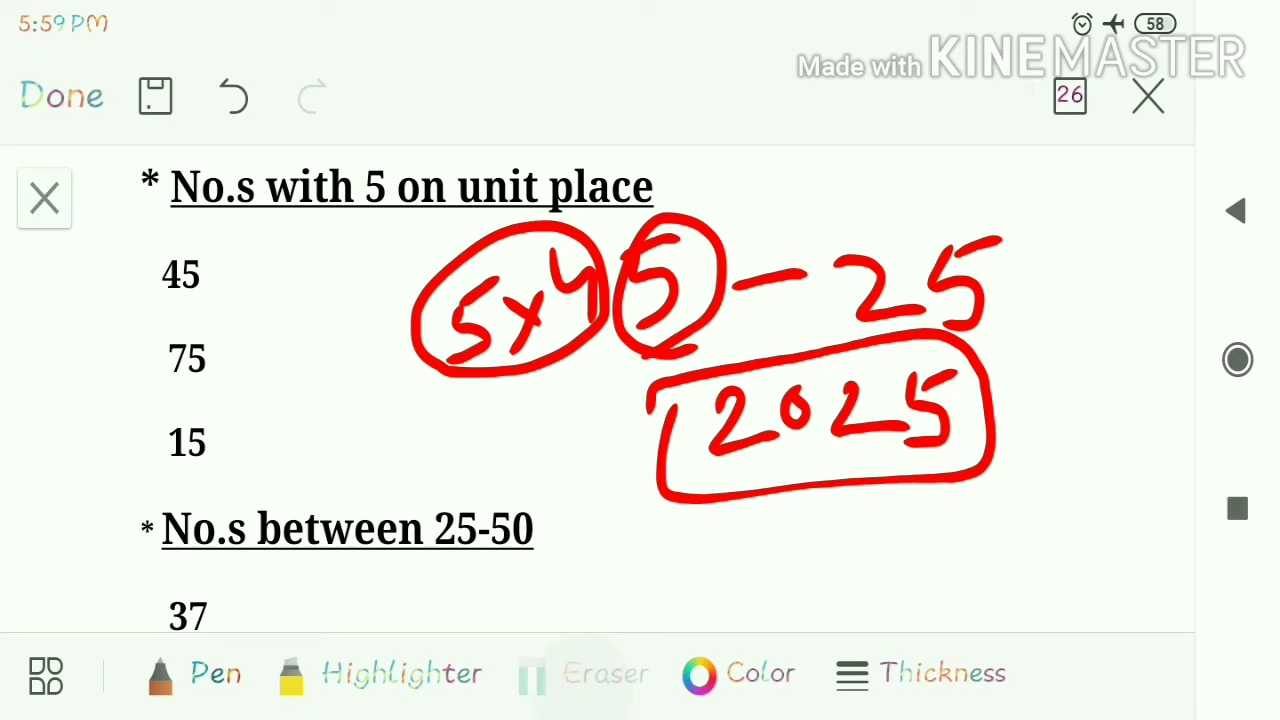 5:59 PM 58
Made with KINEMASTER
Done 26
* No.s with 5 on unit place
45 5x4 5 — 25
75 2025
15
* No.s between 25-50
37
Pen Highlighter Eraser Color Thickness